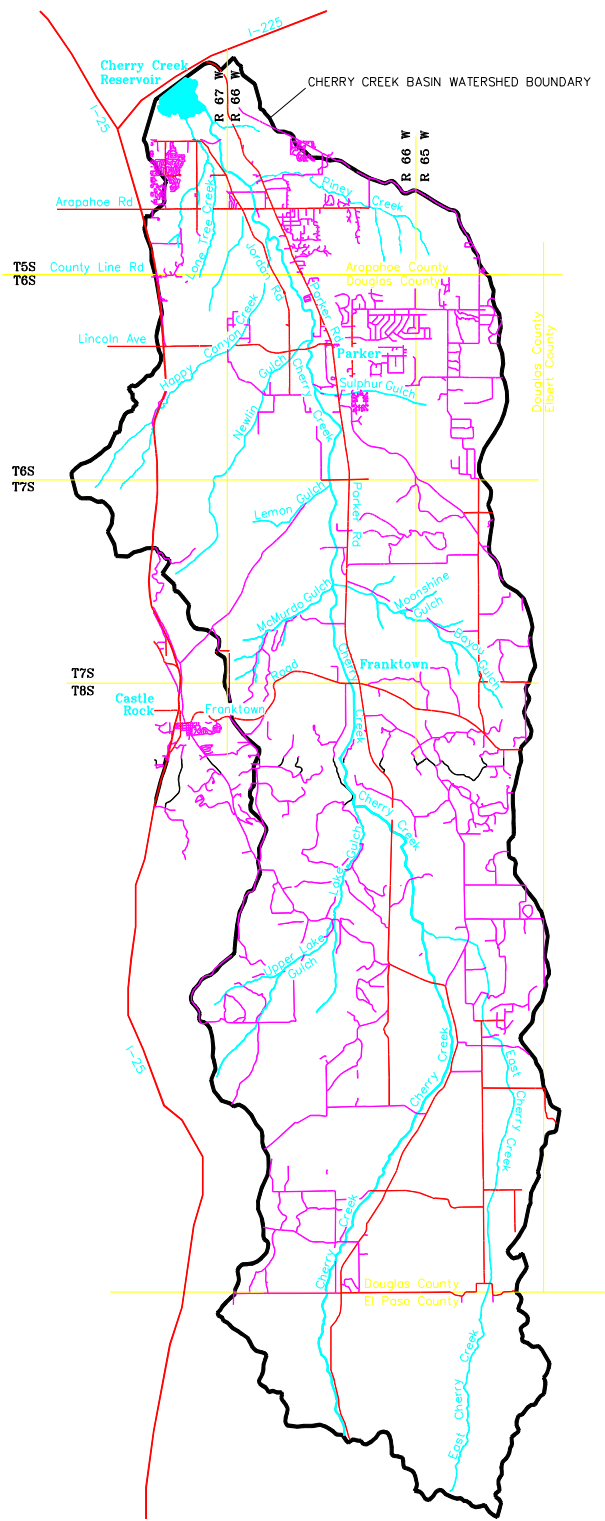 I-225
Cherry Creek
Reservoir
R 67 W
R 66 W
CHERRY CREEK BASIN WATERSHED BOUNDARY
I-25
R 66 W
R 65 W
Piney Creek
Arapahoe Rd
Lone Tree Creek
Jordan Rd
T5S
T6S
County Line Rd
Arapahoe County
Douglas County
Parker Rd
Happy Canyon Creek
Lincoln Ave
Parker
Douglas County
Elbert County
Newlin Gulch
Cherry Creek
Sulphur Gulch
T6S
T7S
Lemon Gulch
Parker Rd
McMurdo Gulch
Moonshine
Gulch
Bayou Gulch
Cherry Creek
T7S
T8S
Franktown
Castle
Rock
Franktown Road
Cherry Creek
Lake Gulch
Upper Lake
Gulch
I-25
Cherry Creek
East Cherry Creek
Cherry Creek
Douglas County
El Paso County
East Cherry Creek